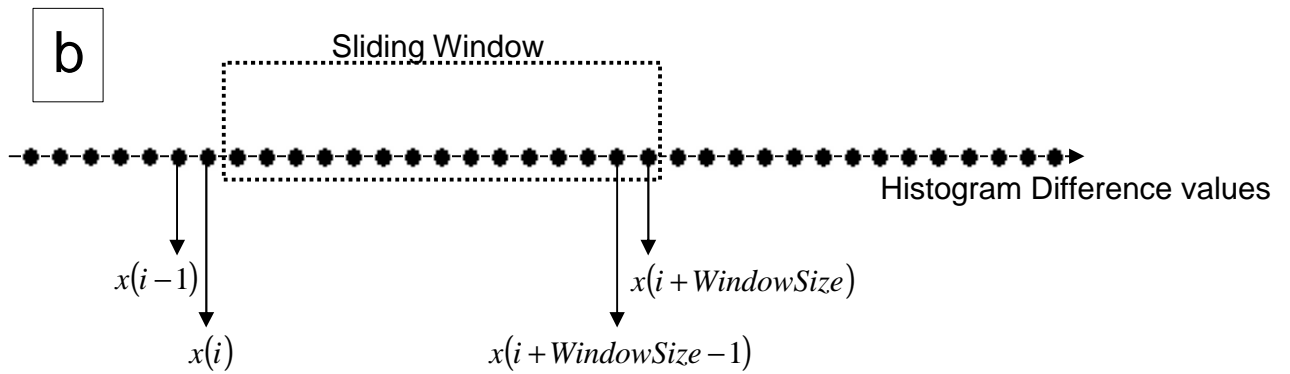 b
Sliding Window
Histogram Difference values
x(i−1)
x(i+WindowSize)
x(i)
x(i+WindowSize−1)